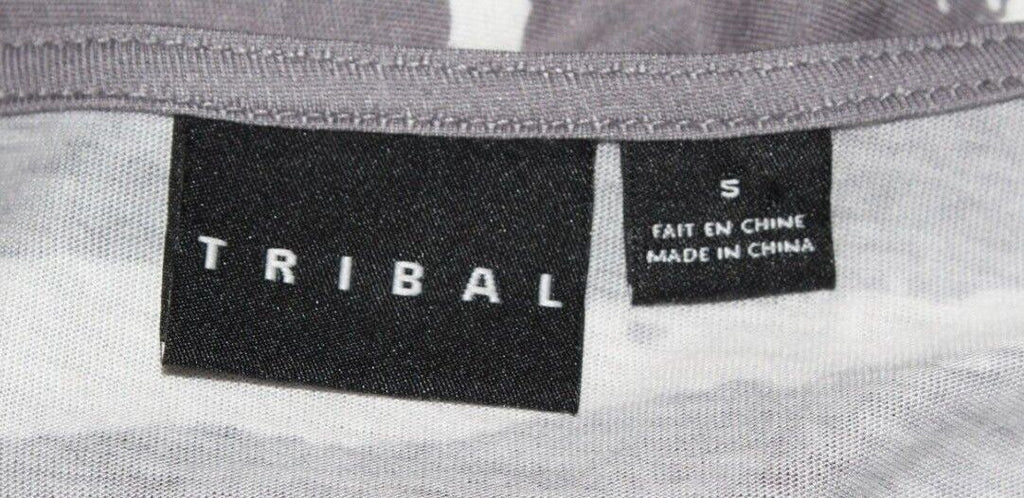 TRIBAL
S
FAIT EN CHINE
MADE IN CHINA